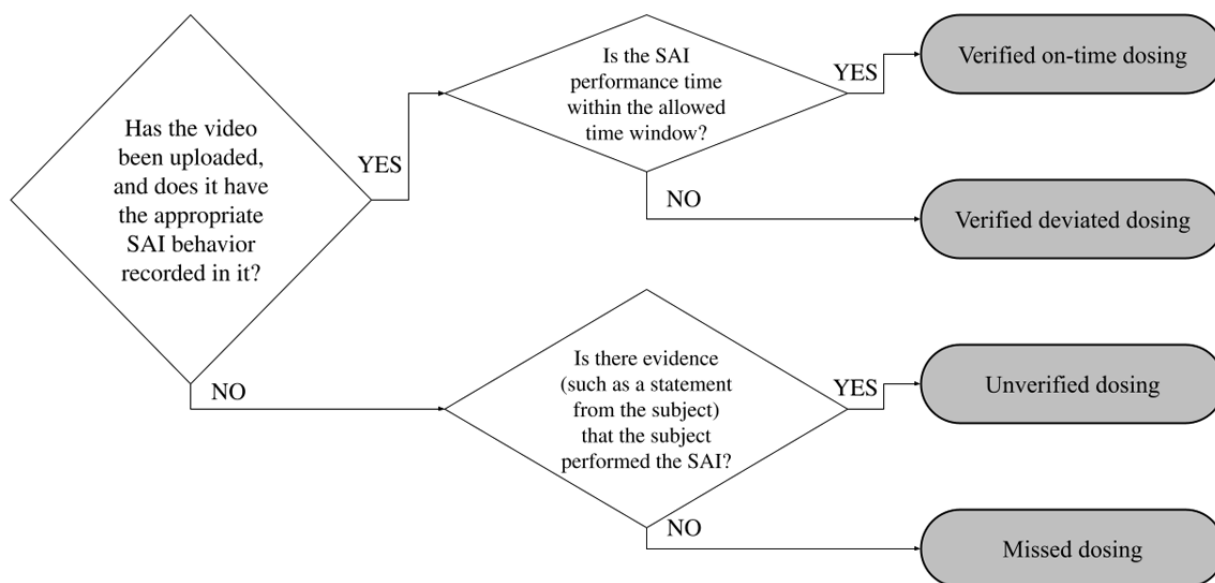 Has the video
been uploaded,
and does it have
the appropriate
SAI behavior
recorded in it?
YES
NO
Is the SAI
performance time
within the allowed
time window?
YES
NO
Verified on-time dosing
Verified deviated dosing
Is there evidence
(such as a statement
from the subject)
that the subject
performed the SAI?
YES
NO
Unverified dosing
Missed dosing